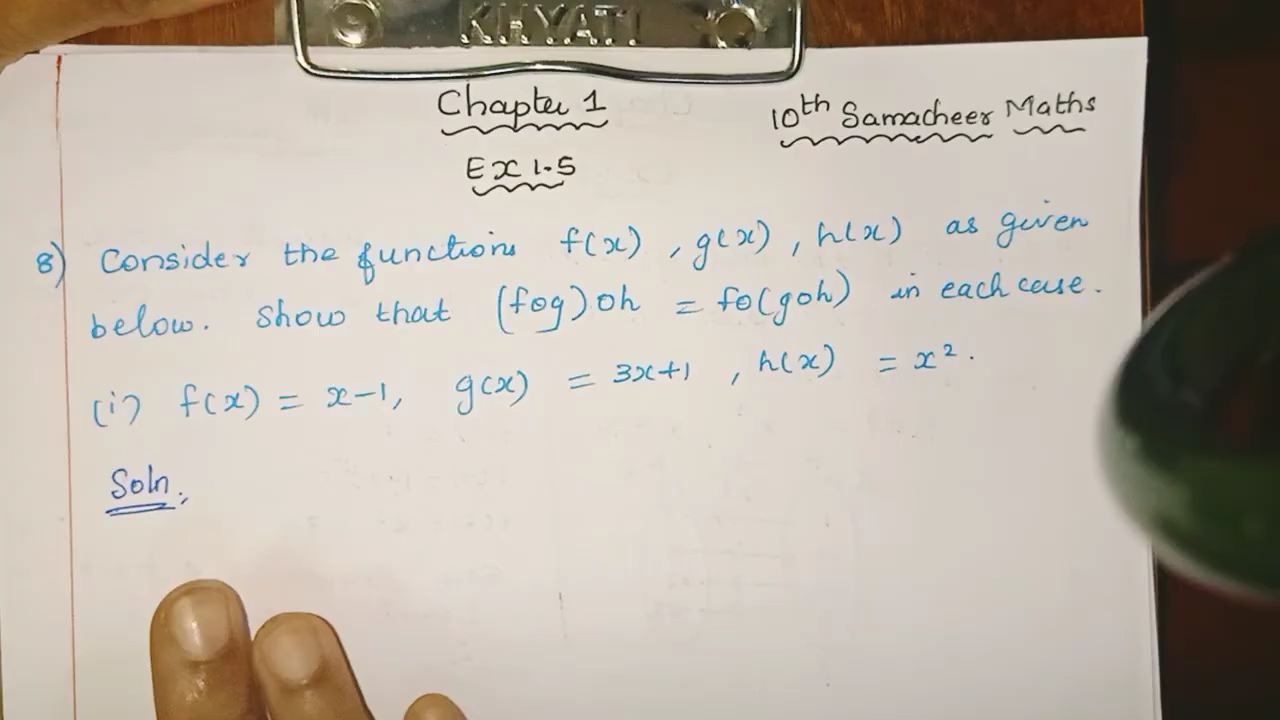 KHYATI
Chapter 1
10th Samacheer Maths
Ex 1.5
8) Consider the functions f(x), g(x), h(x) as given
below. Show that (fog)oh = fo(goh) in each case.
(i) f(x) = x-1, g(x) = 3x+1, h(x) = x².
Soln;